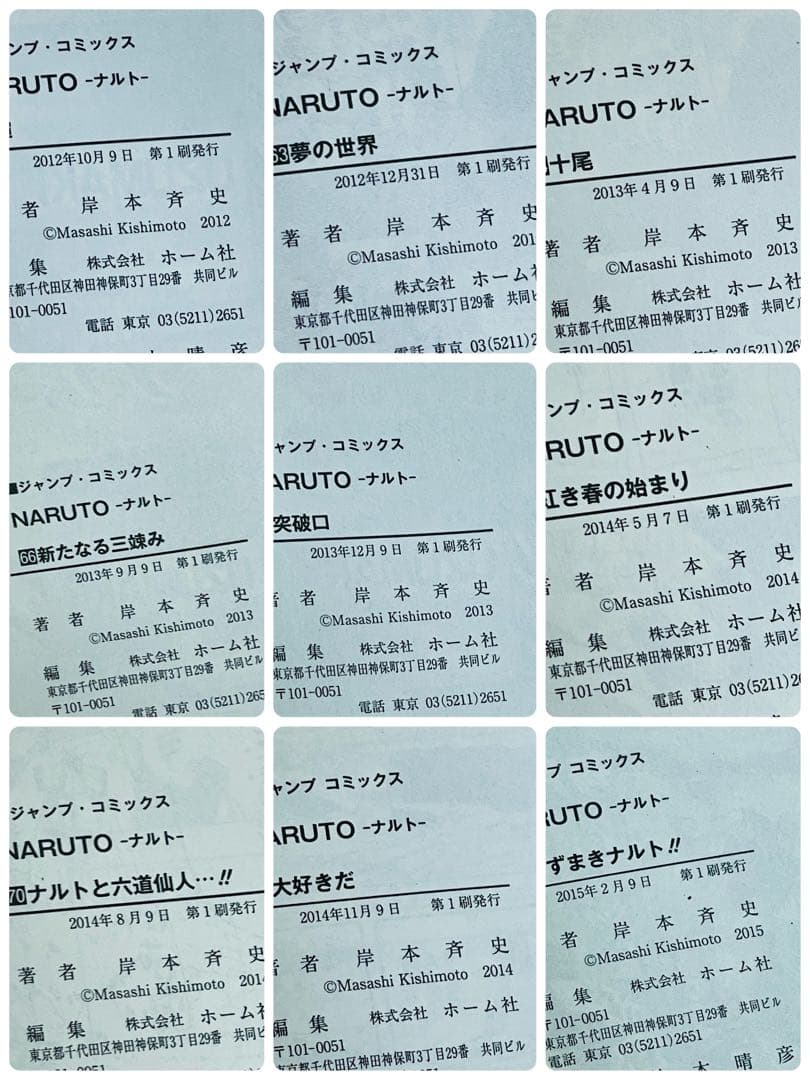 ンプ・コミックス
RUTO -ナルト-
2012年10月9日 第1刷発行
者 岸本斉史
©Masashi Kishimoto 2012
集 株式会社 ホーム社
京都千代田区神田神保町3丁目29番 共同ビル
101-0051
電話 東京 03(5211)2651
晴彦
ジャンプ・コミックス
NARUTO -ナルト-
63夢の世界
2012年12月31日 第1刷発行
著者 岸本斉史
©Masashi Kishimoto 201
編集 株式会社 ホーム社
東京都千代田区神田神保町3丁目29番 共同ビ
〒101-0051
電話 東京 03(5211)2651
ャンプ・コミックス
ARUTO -ナルト-
十尾
2013年4月9日 第1刷発行
著者 岸本斉史
©Masashi Kishimoto 2013
編集 株式会社 ホーム社
東京都千代田区神田神保町3丁目29番 共同ビル
〒101-0051
東京 03(5211)2651
■ジャンプ・コミックス
NARUTO -ナルト-
66新たなる三竦み
2013年9月9日 第1刷発行
著者 岸本斉史
©Masashi Kishimoto 2013
編集 株式会社 ホーム社
東京都千代田区神田神保町3丁目29番 共同ビル
〒101-0051
電話 東京 03(5211)265
ャンプ・コミックス
ARUTO -ナルト-
突破口
2013年12月9日 第1刷発行
者 岸本斉史
©Masashi Kishimoto 2013
編集 株式会社 ホーム社
東京都千代田区神田神保町3丁目29番 共同ビル
〒101-0051
電話 東京 03(5211)2651
ンプ・コミックス
RUTO -ナルト-
紅き春の始まり
2014年5月7日 第1刷発行
者 岸本斉史
©Masashi Kishimoto 2014
編集 株式会社 ホーム社
東京都千代田区神田神保町3丁目29番 共同ビル
〒101-0051
電話 東京 03(5211)2651
ジャンプ・コミックス
NARUTO -ナルト-
70ナルトと六道仙人…!!
2014年8月9日 第1刷発行
著者 岸本斉史
©Masashi Kishimoto 2014
編集 株式会社 ホーム社
東京都千代田区神田神保町3丁目29番 共同ビル
ャンプ コミックス
ARUTO -ナルト-
大好きだ
2014年11月9日 第1刷発行
著者 岸本斉史
©Masashi Kishimoto 2014
編集 株式会社 ホーム社
東京都千代田区神田神保町3丁目29番 共同ビル
〒101-0051
プ コミックス
RUTO -ナルト-
ずまきナルト!!
2015年2月9日 第1刷発行
者 岸本斉史
©Masashi Kishimoto 2015
集 株式会社 ホーム社
東京都千代田区神田神保町3丁目29番 共同ビル
電話 東京 03(5211)2651
本晴彦